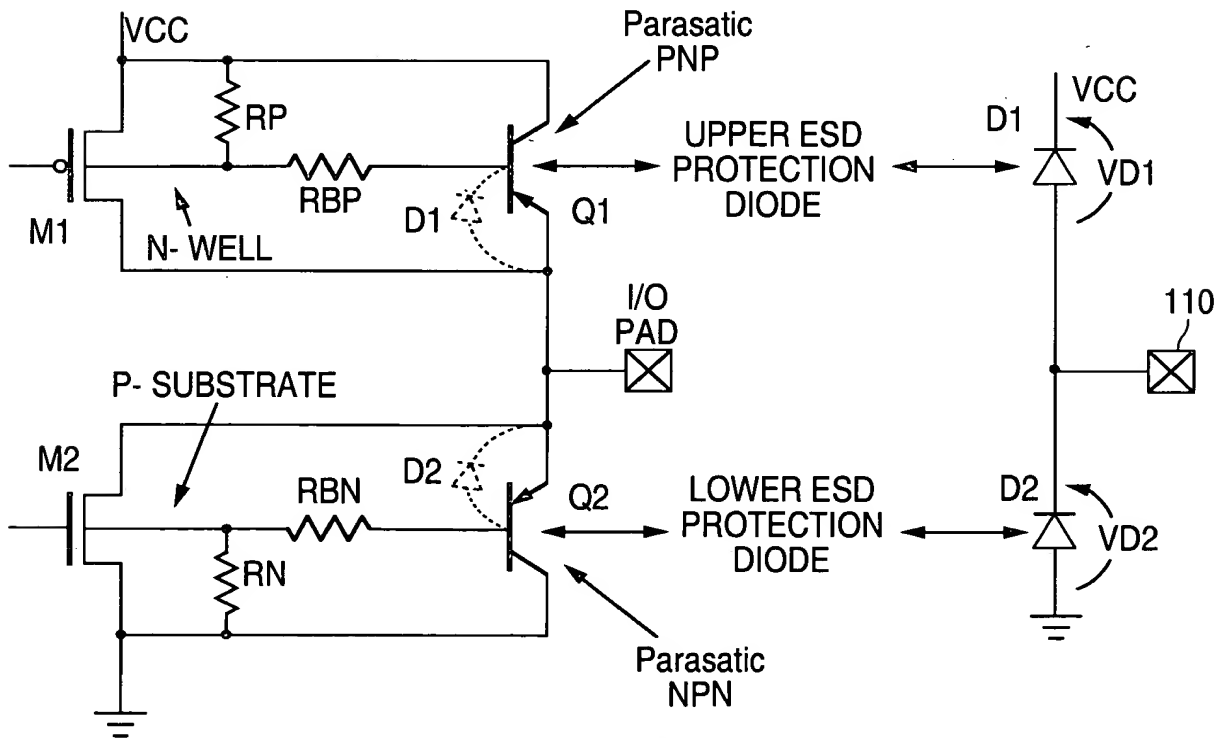 VCC
Parasatic
PNP
RP
RBP
D1
Q1
M1
N- WELL
UPPER ESD
PROTECTION
DIODE
D1
VCC
VD1
I/O
PAD
110
P- SUBSTRATE
M2
RBN
D2
Q2
RN
LOWER ESD
PROTECTION
DIODE
D2
VD2
Parasatic
NPN